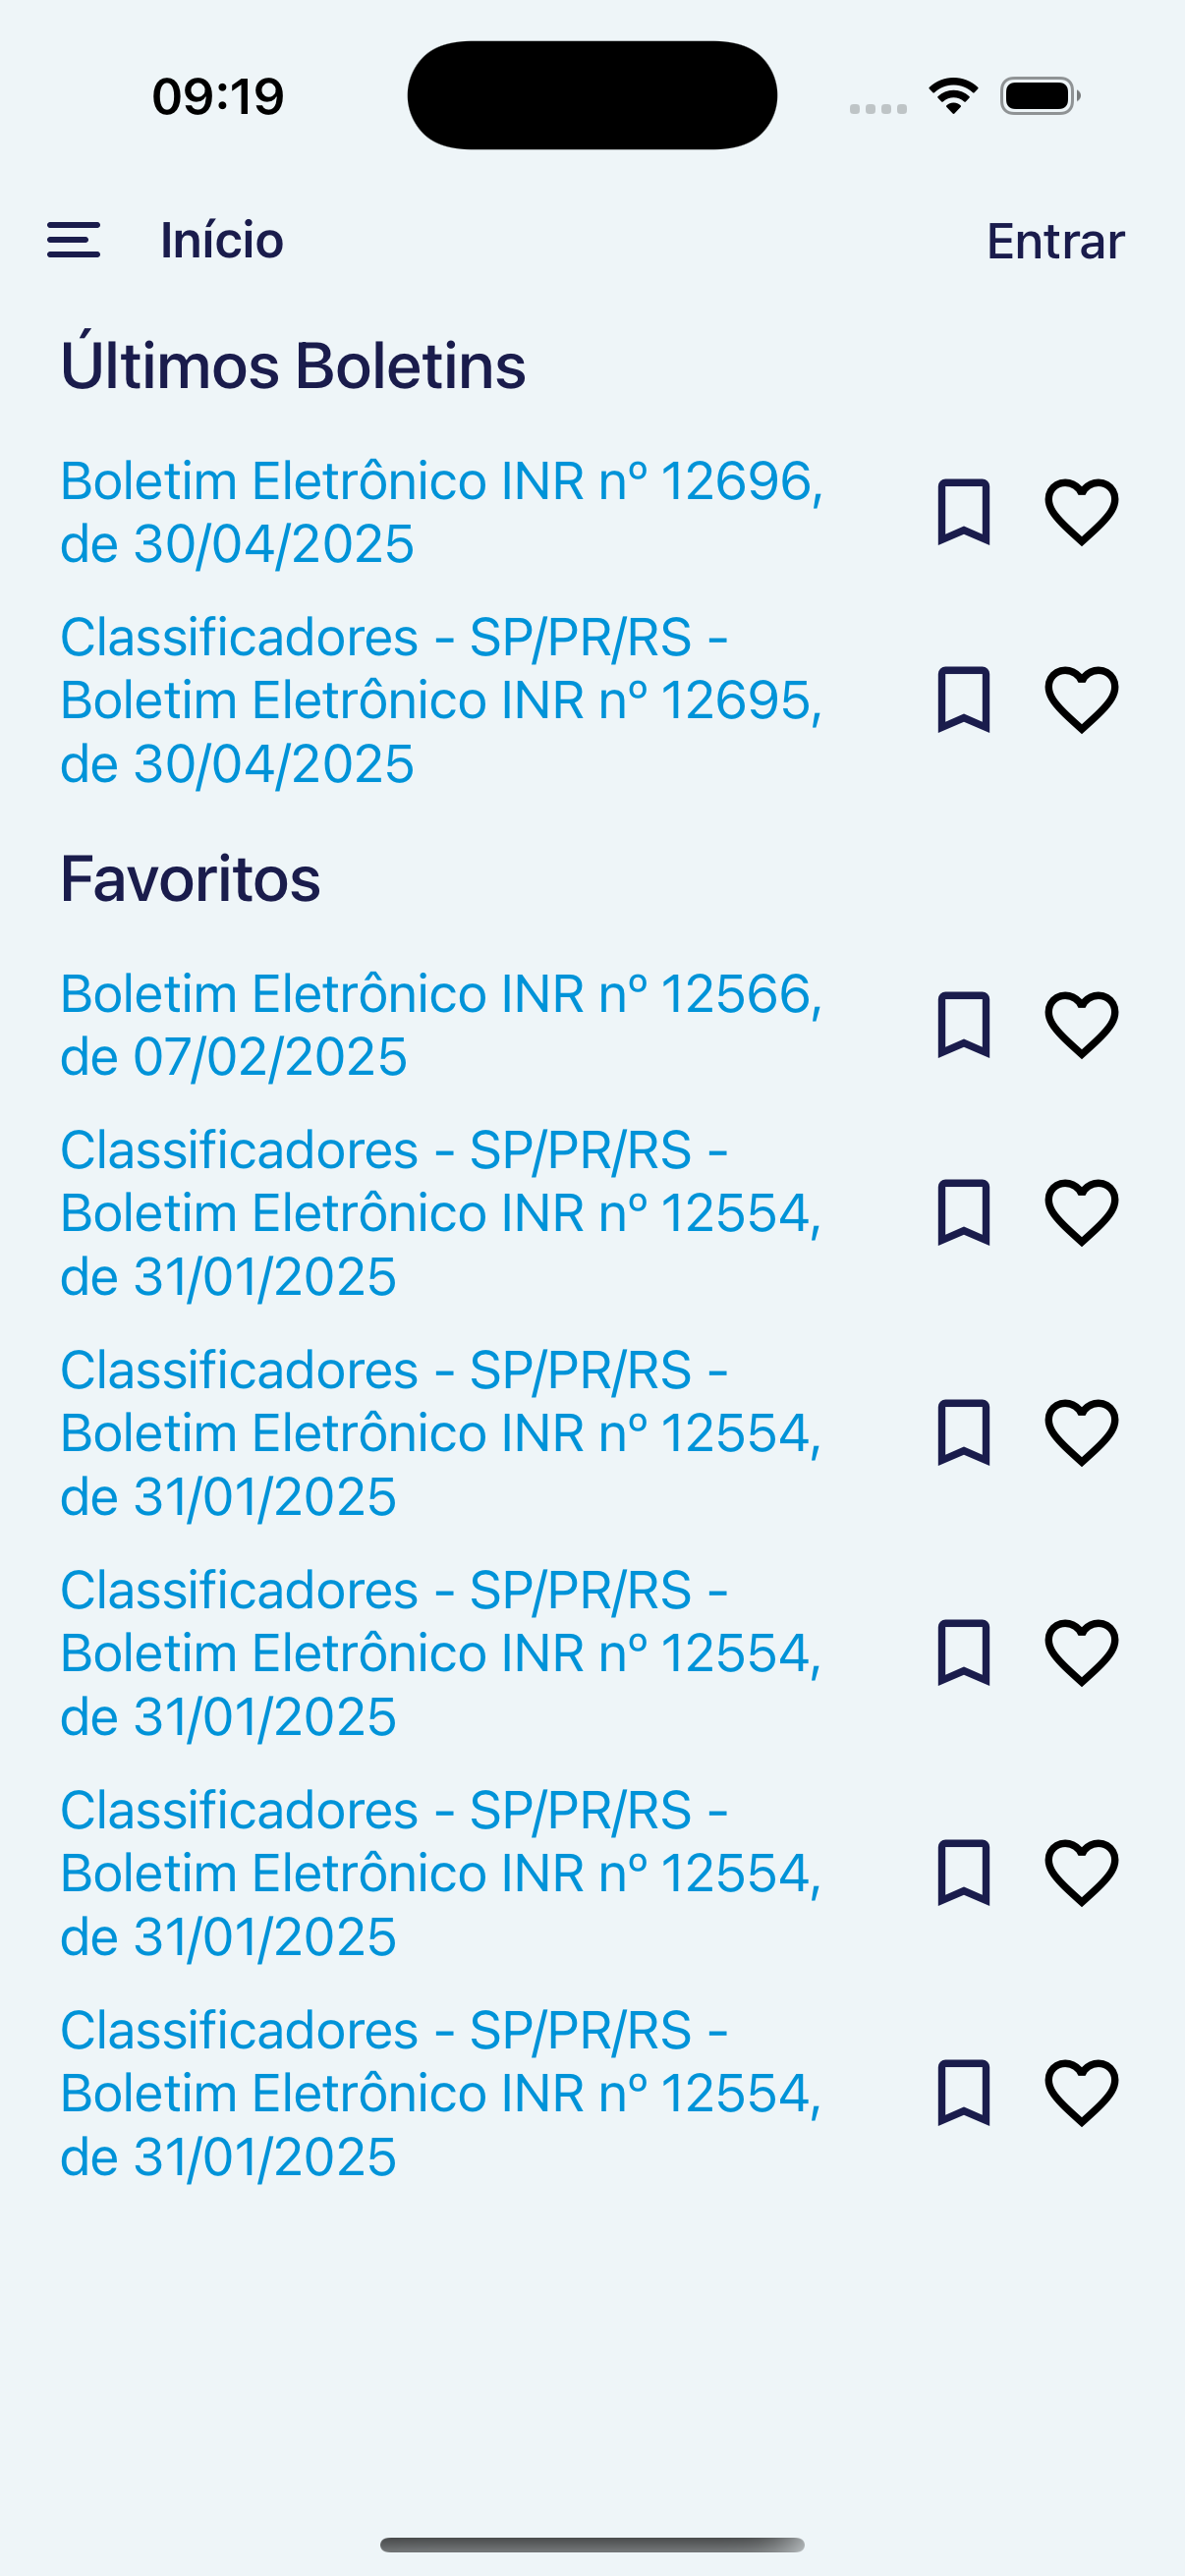 09:19
Início
Entrar
Últimos Boletins
Boletim Eletrônico INR nº 12696,
de 30/04/2025
Classificadores - SP/PR/RS -
Boletim Eletrônico INR nº 12695,
de 30/04/2025
Favoritos
Boletim Eletrônico INR nº 12566,
de 07/02/2025
Classificadores - SP/PR/RS -
Boletim Eletrônico INR nº 12554,
de 31/01/2025
Classificadores - SP/PR/RS -
Boletim Eletrônico INR nº 12554,
de 31/01/2025
Classificadores - SP/PR/RS -
Boletim Eletrônico INR nº 12554,
de 31/01/2025
Classificadores - SP/PR/RS -
Boletim Eletrônico INR nº 12554,
de 31/01/2025
Classificadores - SP/PR/RS -
Boletim Eletrônico INR nº 12554,
de 31/01/2025